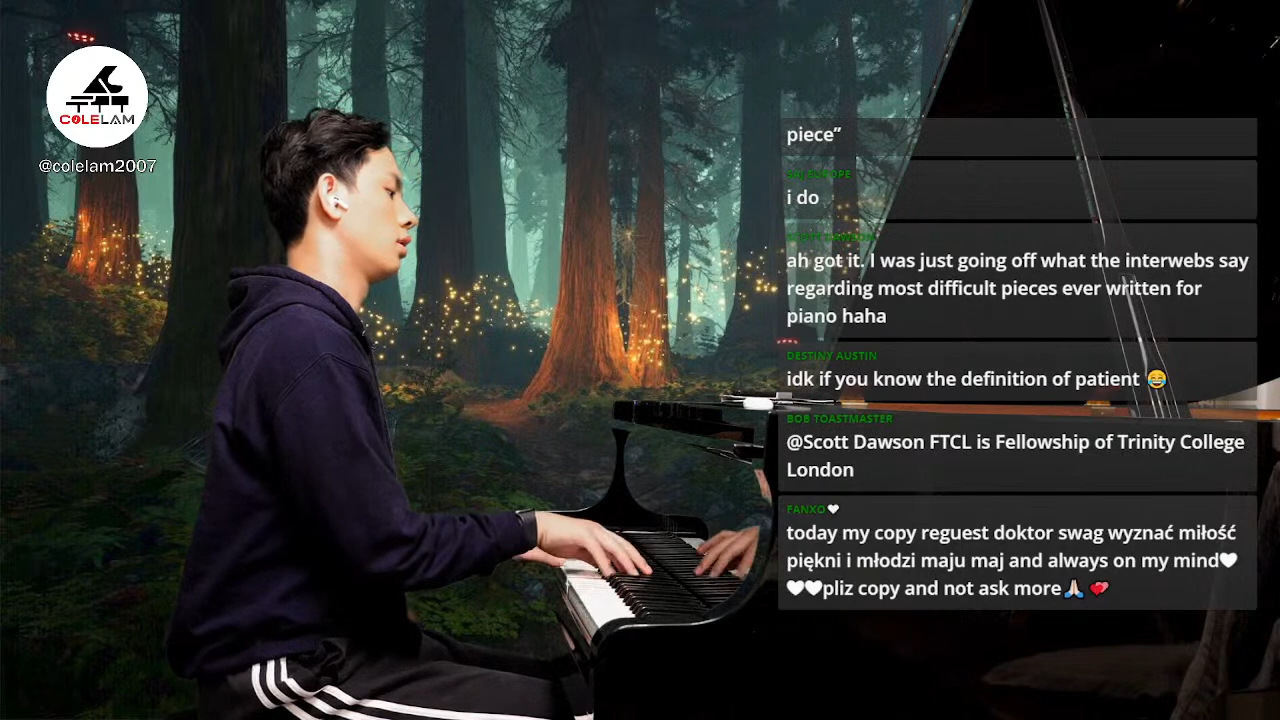 COLELAM
@colelam2007
piece”
i do
ah got it. I was just going off what the interwebs say
regarding most difficult pieces ever written for
piano haha
DESTINY AUSTIN
idk if you know the definition of patient 😂
BOB TOASTMASTER
@Scott Dawson FTCL is Fellowship of Trinity College
London
FANXO🤍
today my copy reguest doktor swag wyznać miłość
piękni i młodzi maju maj and always on my mind🤍
🤍🤍pliz copy and not ask more🙏🏻 💞